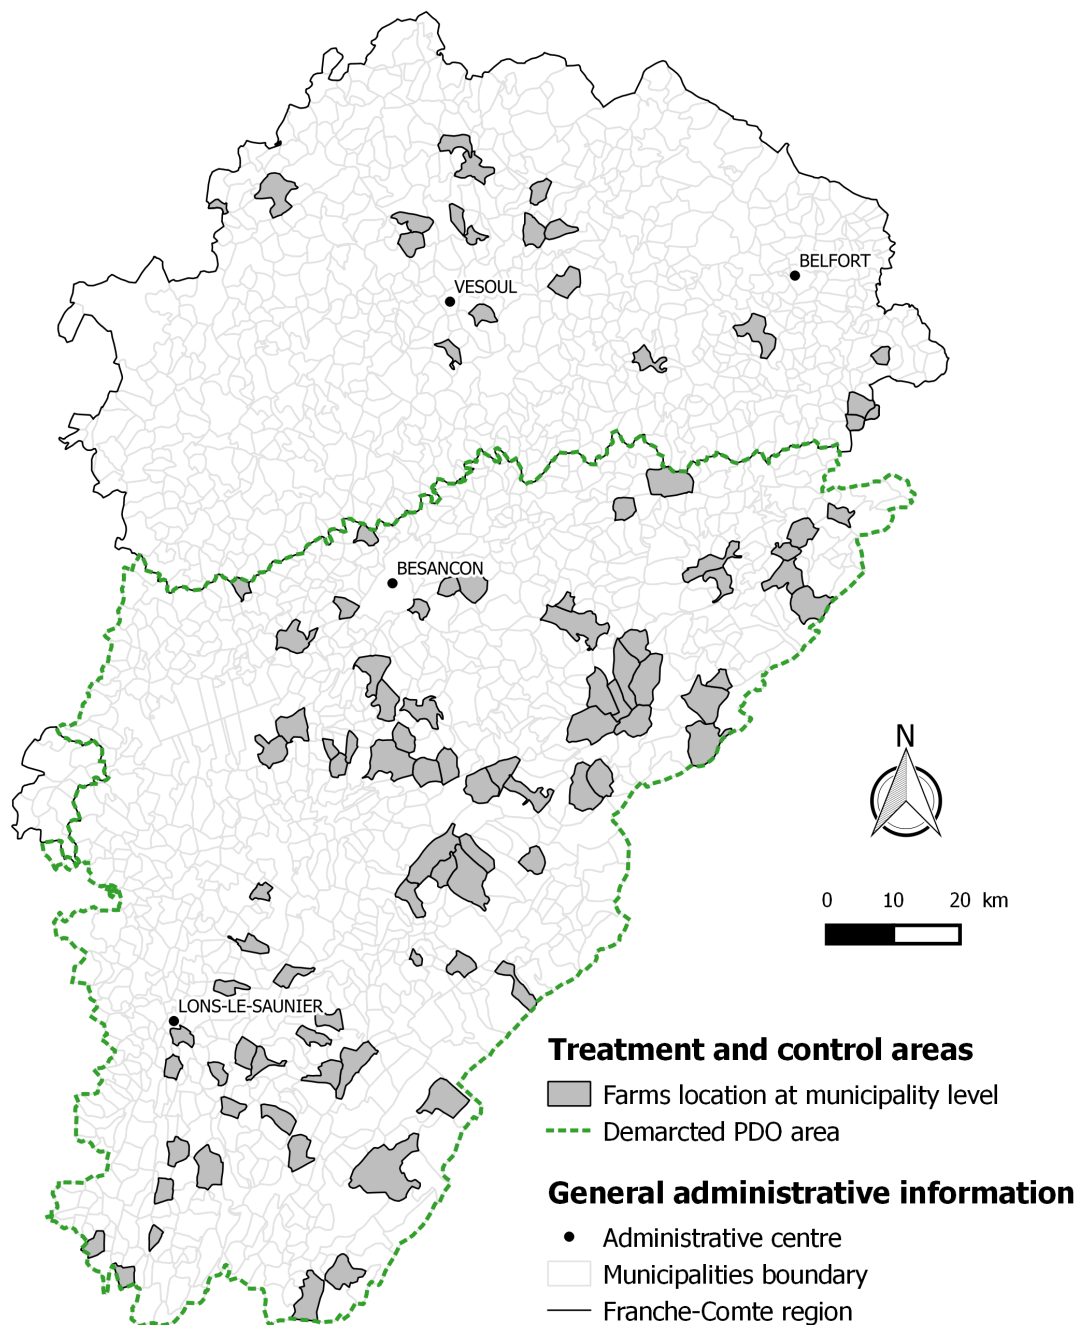 BELFORT
VESOUL
BESANCON
N
0 10 20 km
LONS-LE-SAUNIER
Treatment and control areas
Farms location at municipality level
Demarcted PDO area
General administrative information
Administrative centre
Municipalities boundary
Franche-Comte region